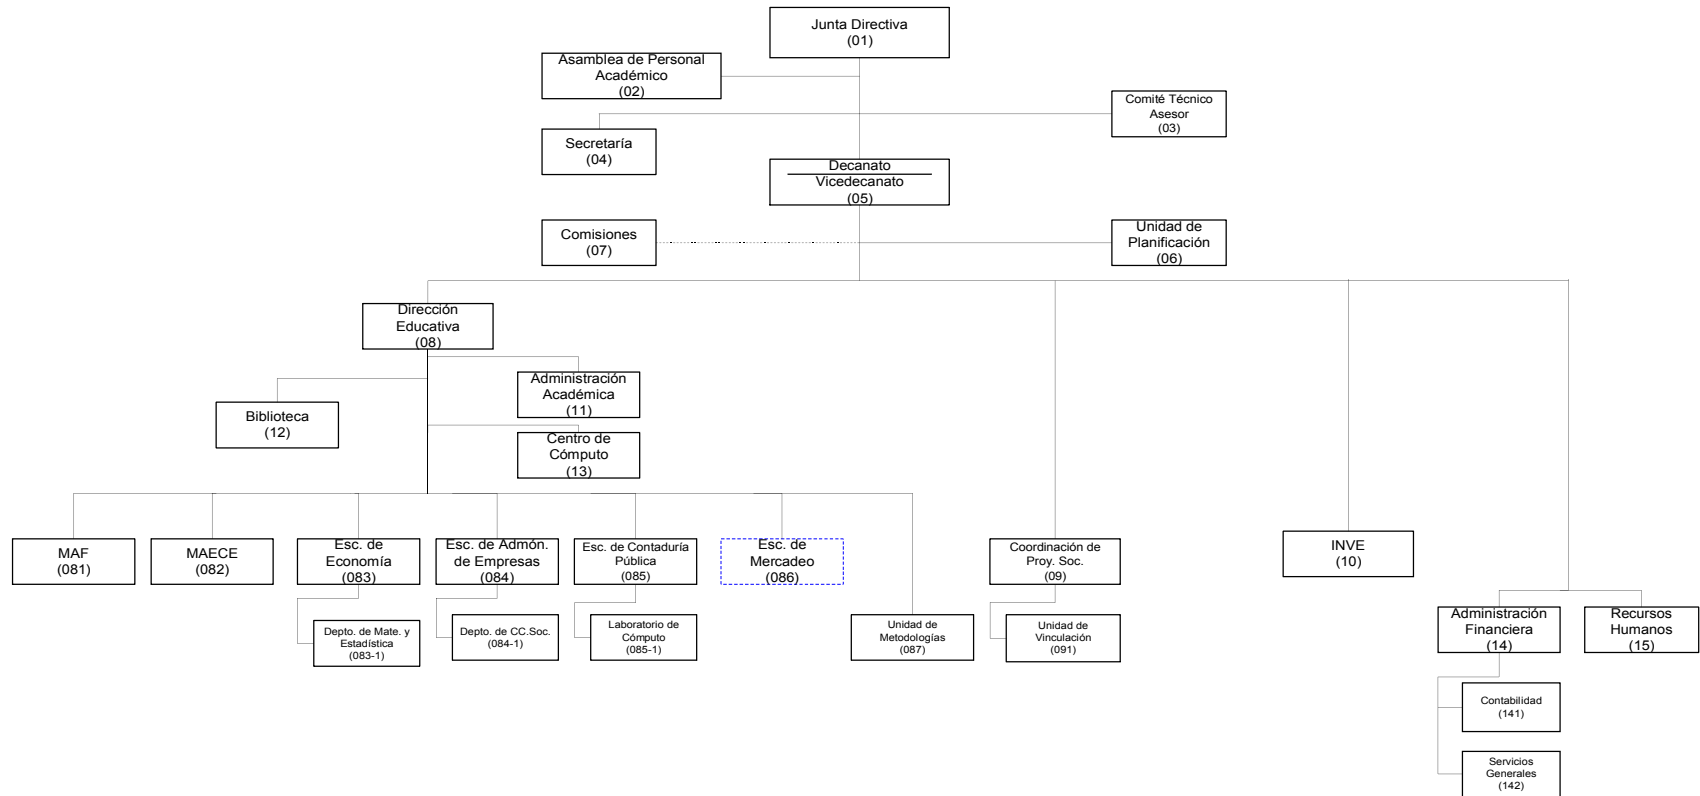 Junta Directiva
(01)
Asamblea de Personal
Académico
(02)
Comité Técnico
Asesor
(03)
Secretaría
(04)
Decanato
Vicedecanato
(05)
Comisiones
(07)
Unidad de
Planificación
(06)
Dirección
Educativa
(08)
Administración
Académica
(11)
Biblioteca
(12)
Centro de
Cómputo
(13)
MAF
(081)
MAECE
(082)
Esc. de
Economía
(083)
Esc. de Admón.
de Empresas
(084)
Esc. de Contaduría
Pública
(085)
Esc. de
Mercadeo
(086)
Coordinación de
Proy. Soc.
(09)
INVE
(10)
Depto. de Mate. y
Estadística
(083-1)
Depto. de CC.Soc.
(084-1)
Laboratorio de
Cómputo
(085-1)
Unidad de
Metodologías
(087)
Unidad de
Vinculación
(091)
Administración
Financiera
(14)
Recursos
Humanos
(15)
Contabilidad
(141)
Servicios
Generales
(142)